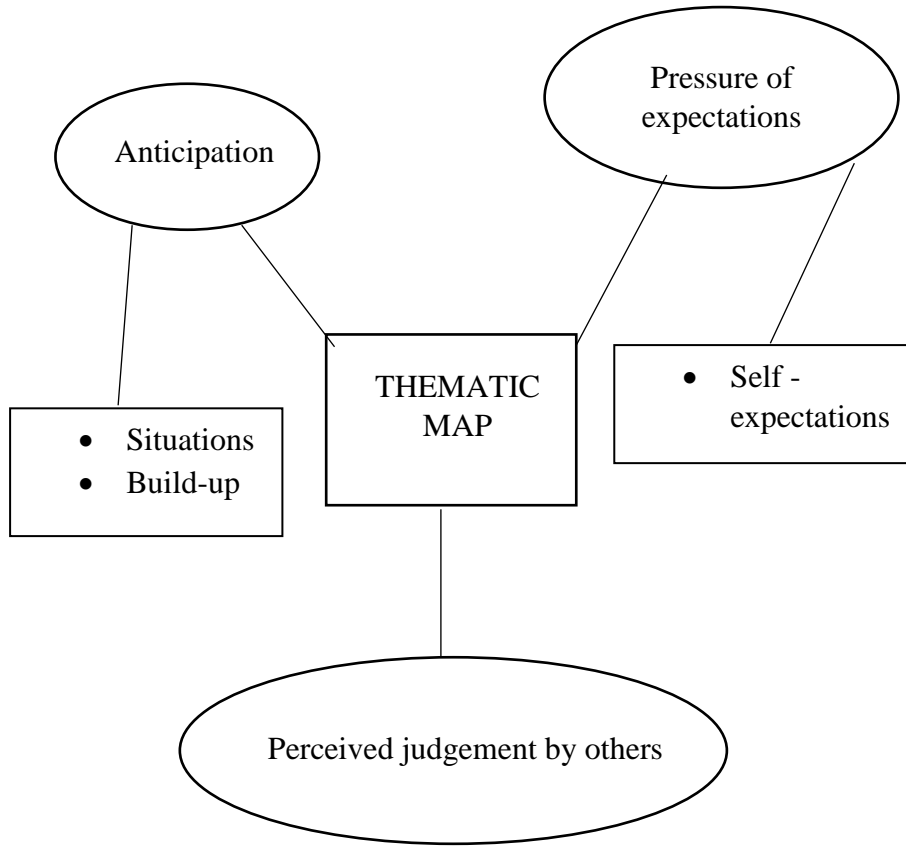 Pressure of
expectations
Anticipation
THEMATIC
MAP
• Self -
expectations
• Situations
• Build-up
Perceived judgement by others